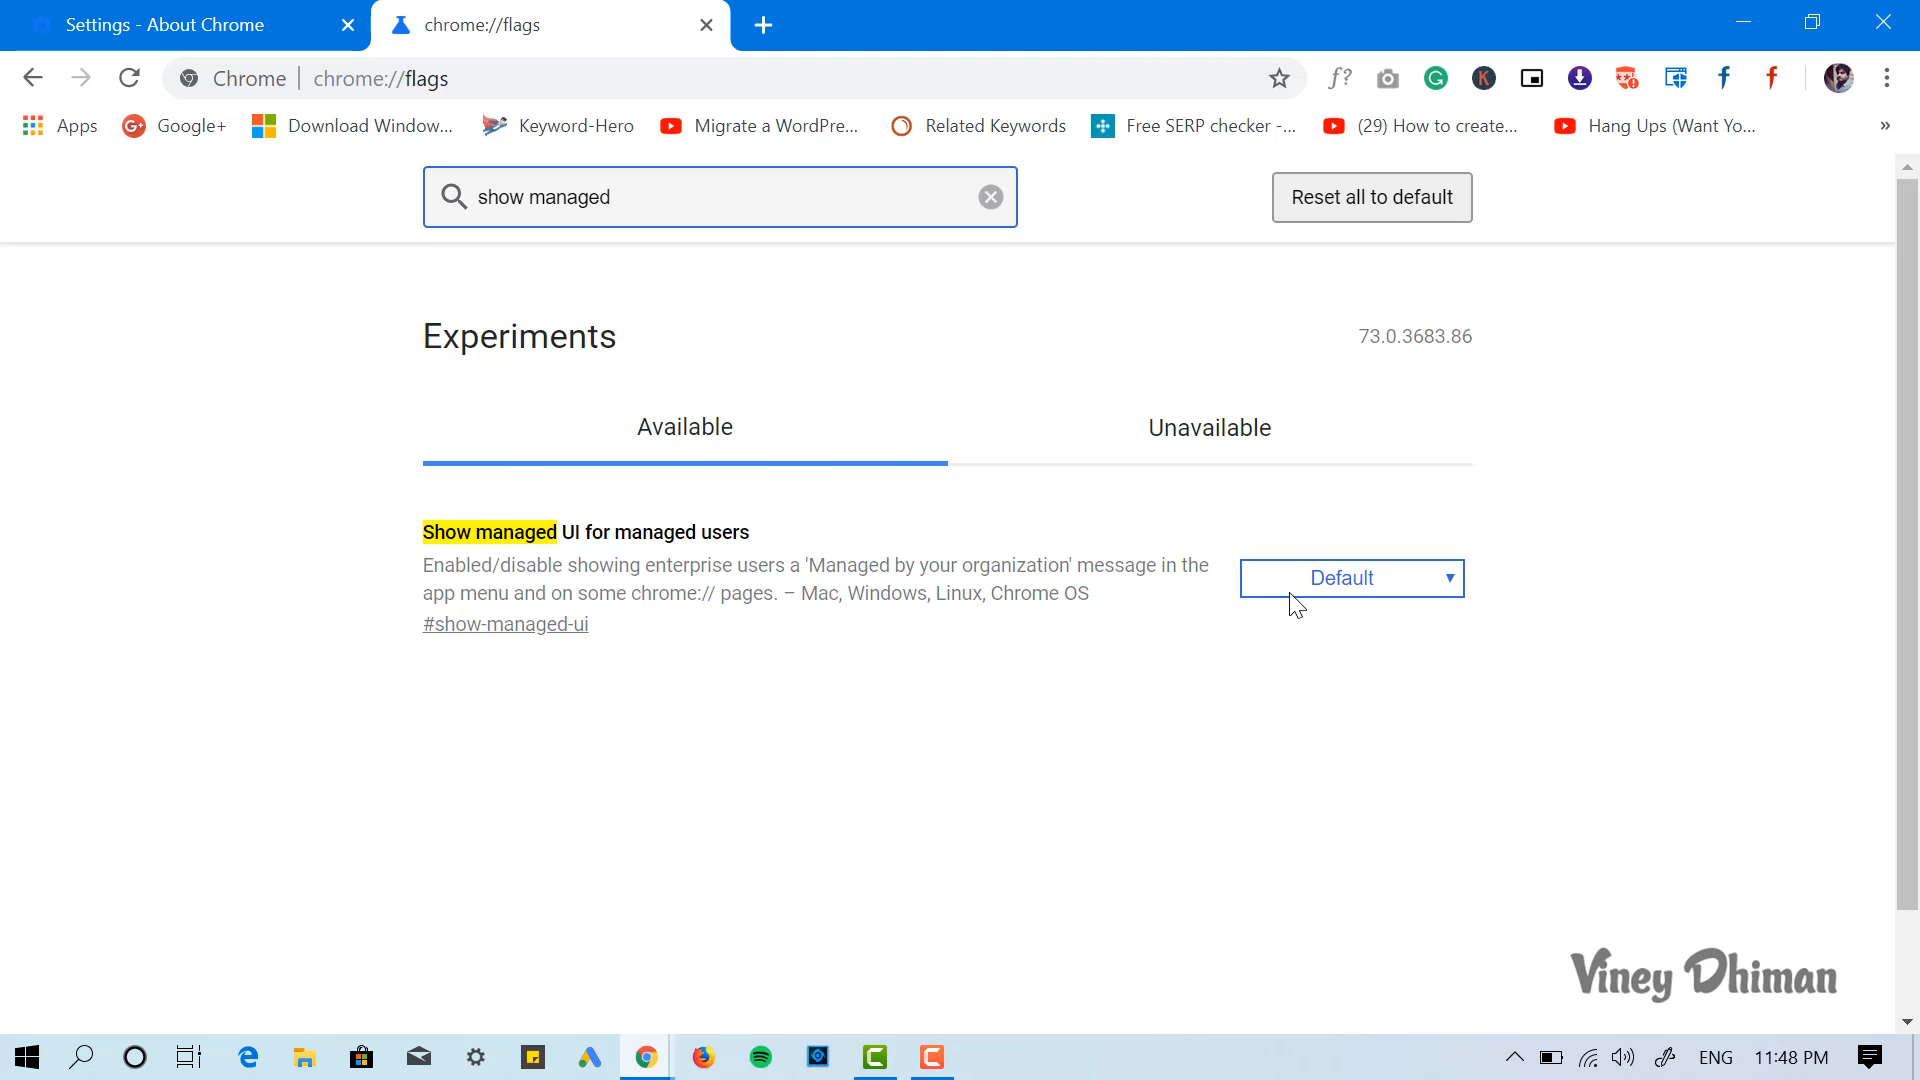 Settings - About Chrome
chrome://flags
Chrome | chrome://flags
Apps
Google+
Download Window...
Keyword-Hero
Migrate a WordPre...
Related Keywords
Free SERP checker -...
(29) How to create...
Hang Ups (Want Yo...
show managed
Reset all to default
Experiments
73.0.3683.86
Available
Unavailable
Show managed UI for managed users
Enabled/disable showing enterprise users a 'Managed by your organization' message in the
app menu and on some chrome:// pages. – Mac, Windows, Linux, Chrome OS
#show-managed-ui
Default
Viney Dhiman
ENG
11:48 PM